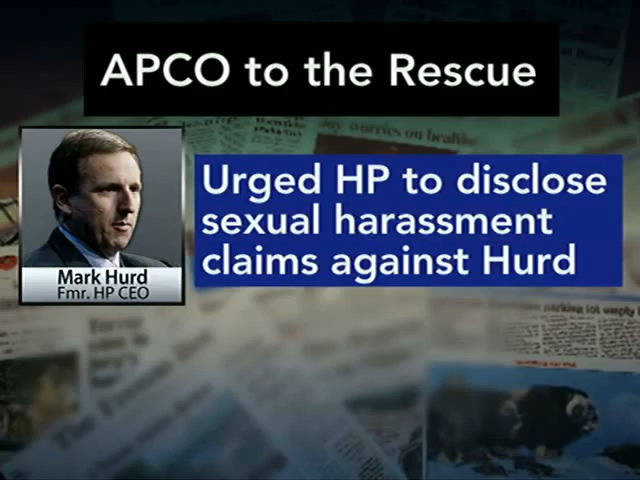 APCO to the Rescue
Urged HP to disclose
sexual harassment
claims against Hurd
Mark Hurd
Fmr. HP CEO